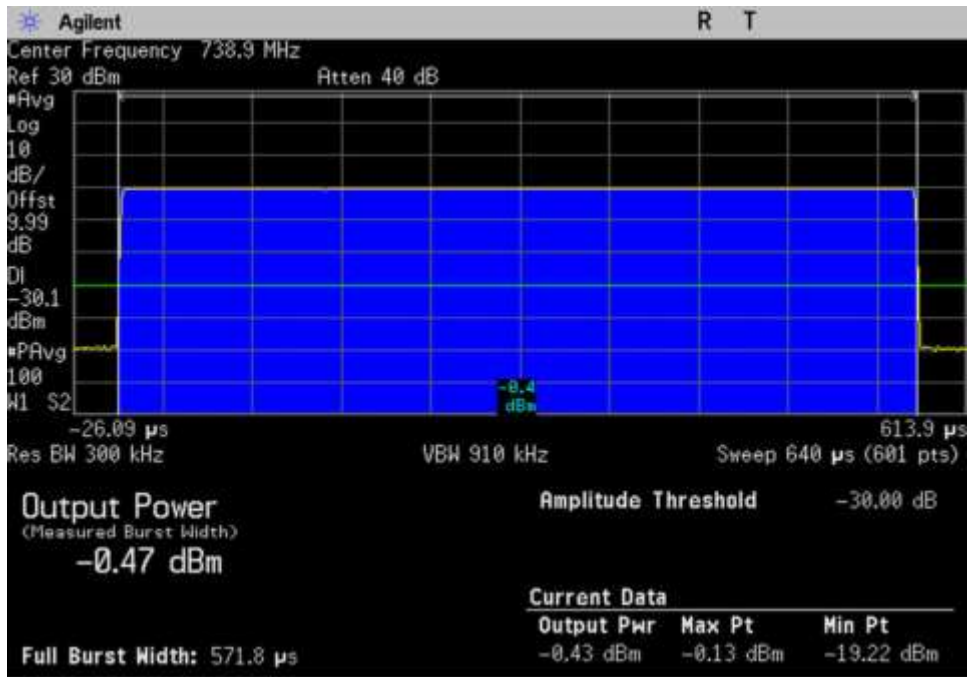 Agilent R T
Center Frequency 738.9 MHz
Ref 30 dBm Atten 40 dB
#Avg
Log
10
dB/
Offst
9.99
dB
DI
-30.1
dBm
#PAvg
100
W1 S2
-0.4
dBm
-26.09 µs 613.9 µs
Res BW 300 kHz VBW 910 kHz Sweep 640 µs (601 pts)
Output Power Amplitude Threshold -30.00 dB
(Measured Burst Width)
-0.47 dBm
Current Data
Output Pwr Max Pt Min Pt
Full Burst Width: 571.8 µs -0.43 dBm -0.13 dBm -19.22 dBm